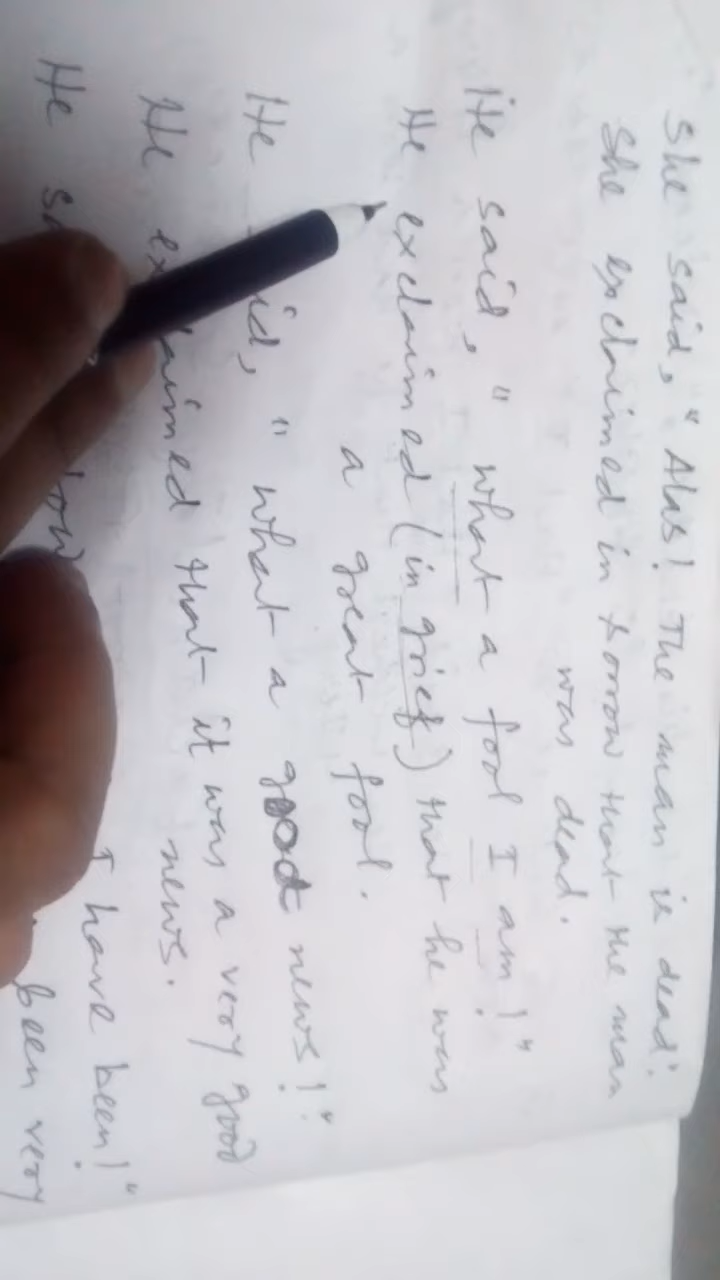 She said, "Alas! The man is dead".
She exclaimed in sorrow that the man
was dead.
He said, "what a fool I am!"
He exclaimed (in grief) that he was
a great fool.
He said, "what a good news!"
He exclaimed that it was a very good
news.
He I have been!"
been very